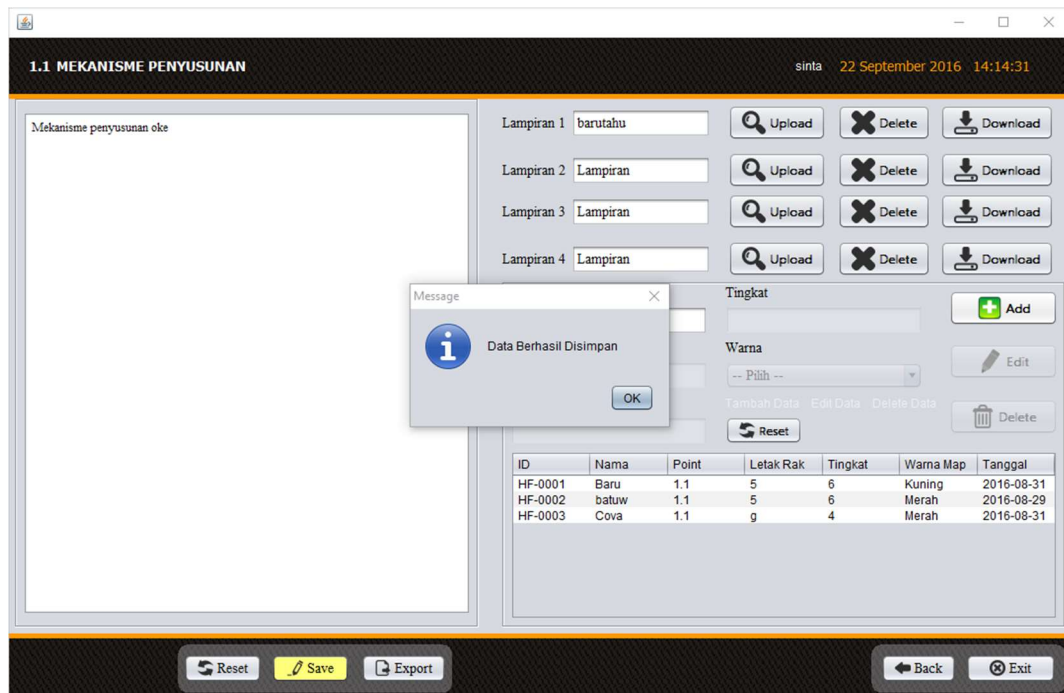 1.1 MEKANISME PENYUSUNAN
sinta 22 September 2016 14:14:31
Mekanisme penyusunan oke
Lampiran 1 barutahu Upload Delete Download
Lampiran 2 Lampiran Upload Delete Download
Lampiran 3 Lampiran Upload Delete Download
Lampiran 4 Lampiran Upload Delete Download
Message
Data Berhasil Disimpan
OK
Tingkat
Add
Warna
-- Pilih --
Edit
Tambah Data Edit Data Delete Data
Reset
Delete
ID Nama Point Letak Rak Tingkat Warna Map Tanggal
HF-0001 Baru 1.1 5 6 Kuning 2016-08-31
HF-0002 batuw 1.1 5 6 Merah 2016-08-29
HF-0003 Cova 1.1 g 4 Merah 2016-08-31
Reset Save Export Back Exit